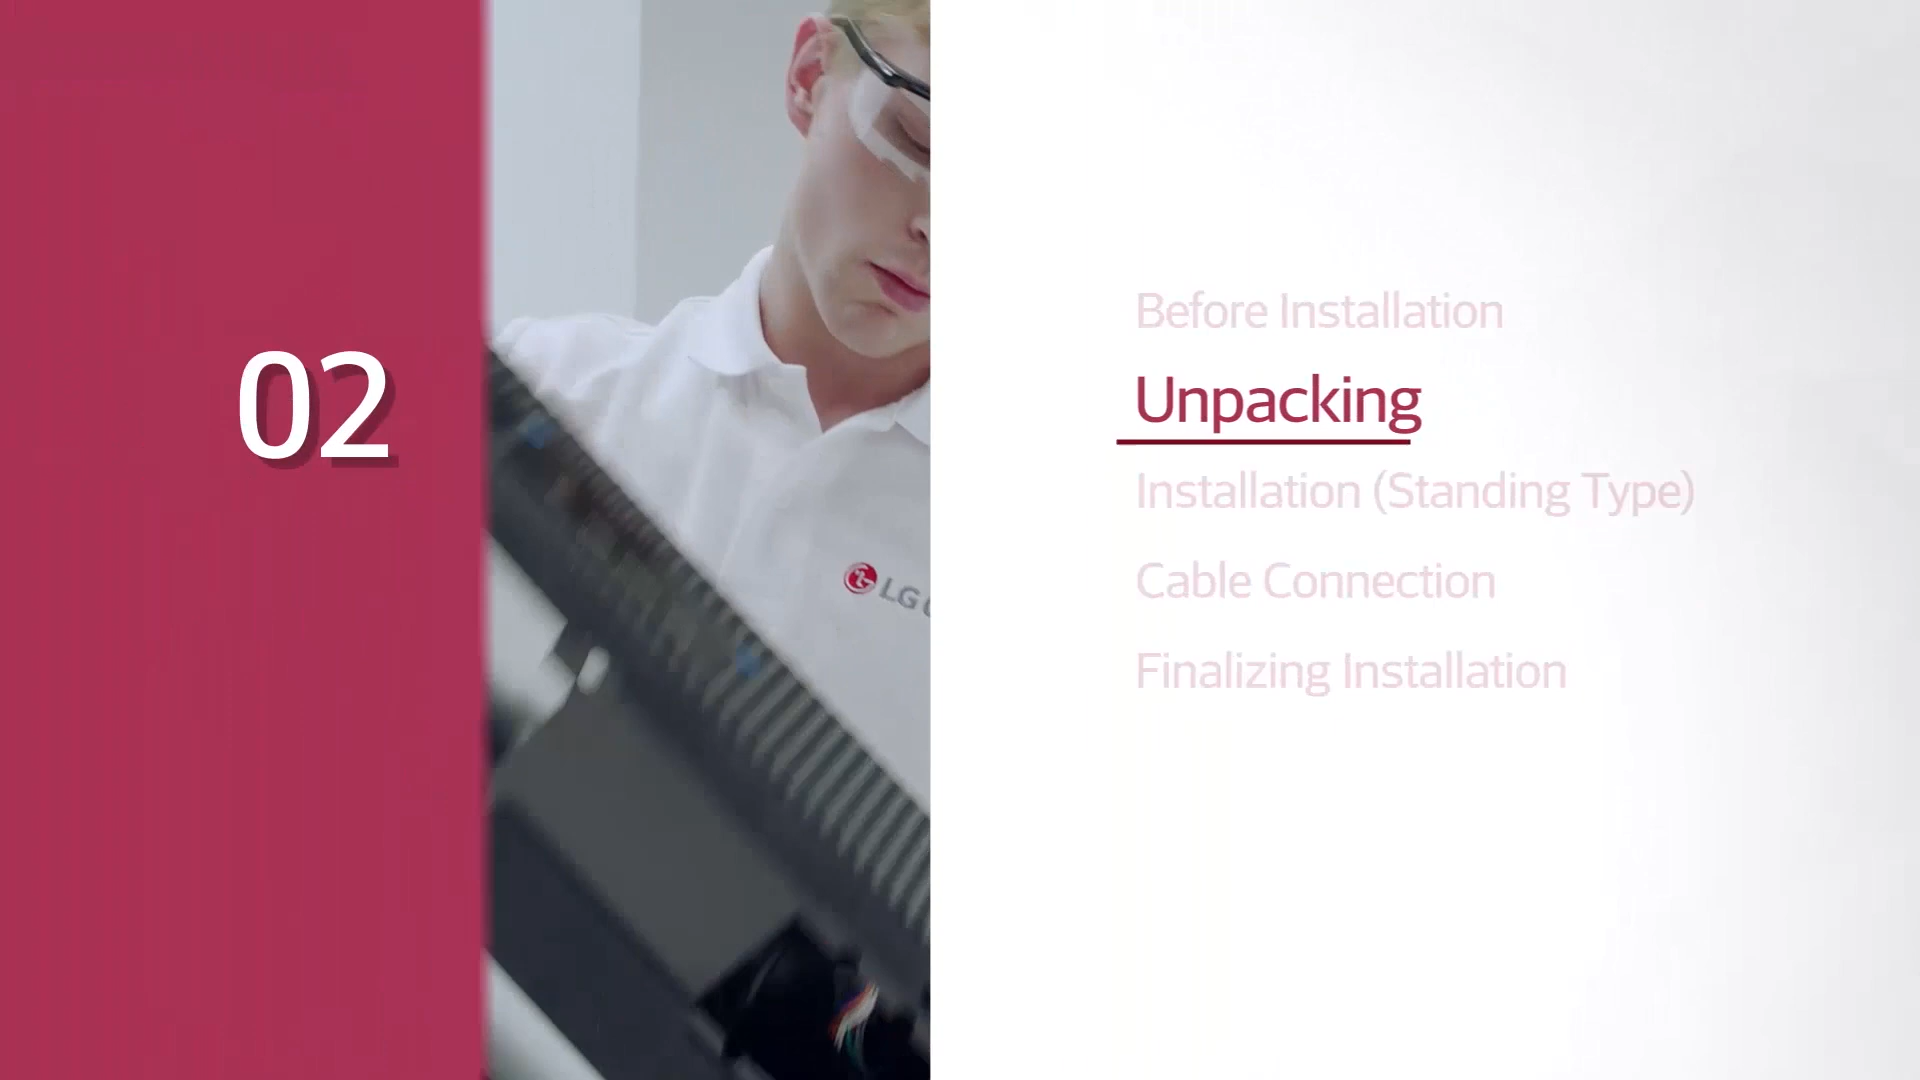 02
LG
Before Installation
Unpacking
Installation (Standing Type)
Cable Connection
Finalizing Installation